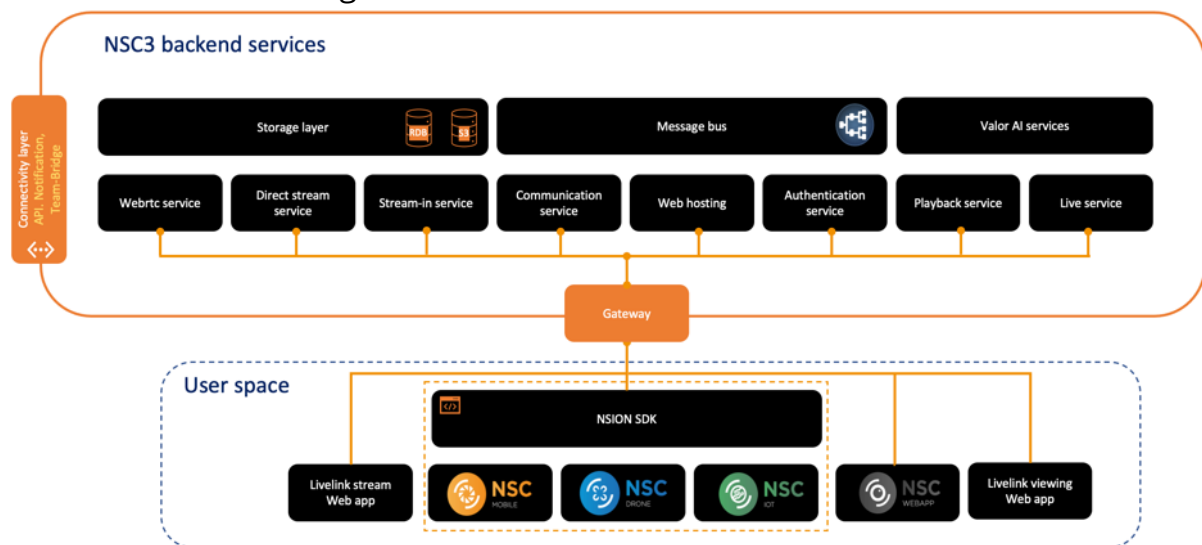 NSC3 backend services
Connectivity layer
API. Notification,
Team-Bridge
Storage layer
RDB
S3
Message bus
Valor AI services
Webrtc service
Direct stream
service
Stream-in service
Communication
service
Web hosting
Authentication
service
Playback service
Live service
Gateway
User space
</>
NSION SDK
Livelink stream
Web app
NSC
MOBILE
NSC
DRONE
NSC
IOT
NSC
WEBAPP
Livelink viewing
Web app